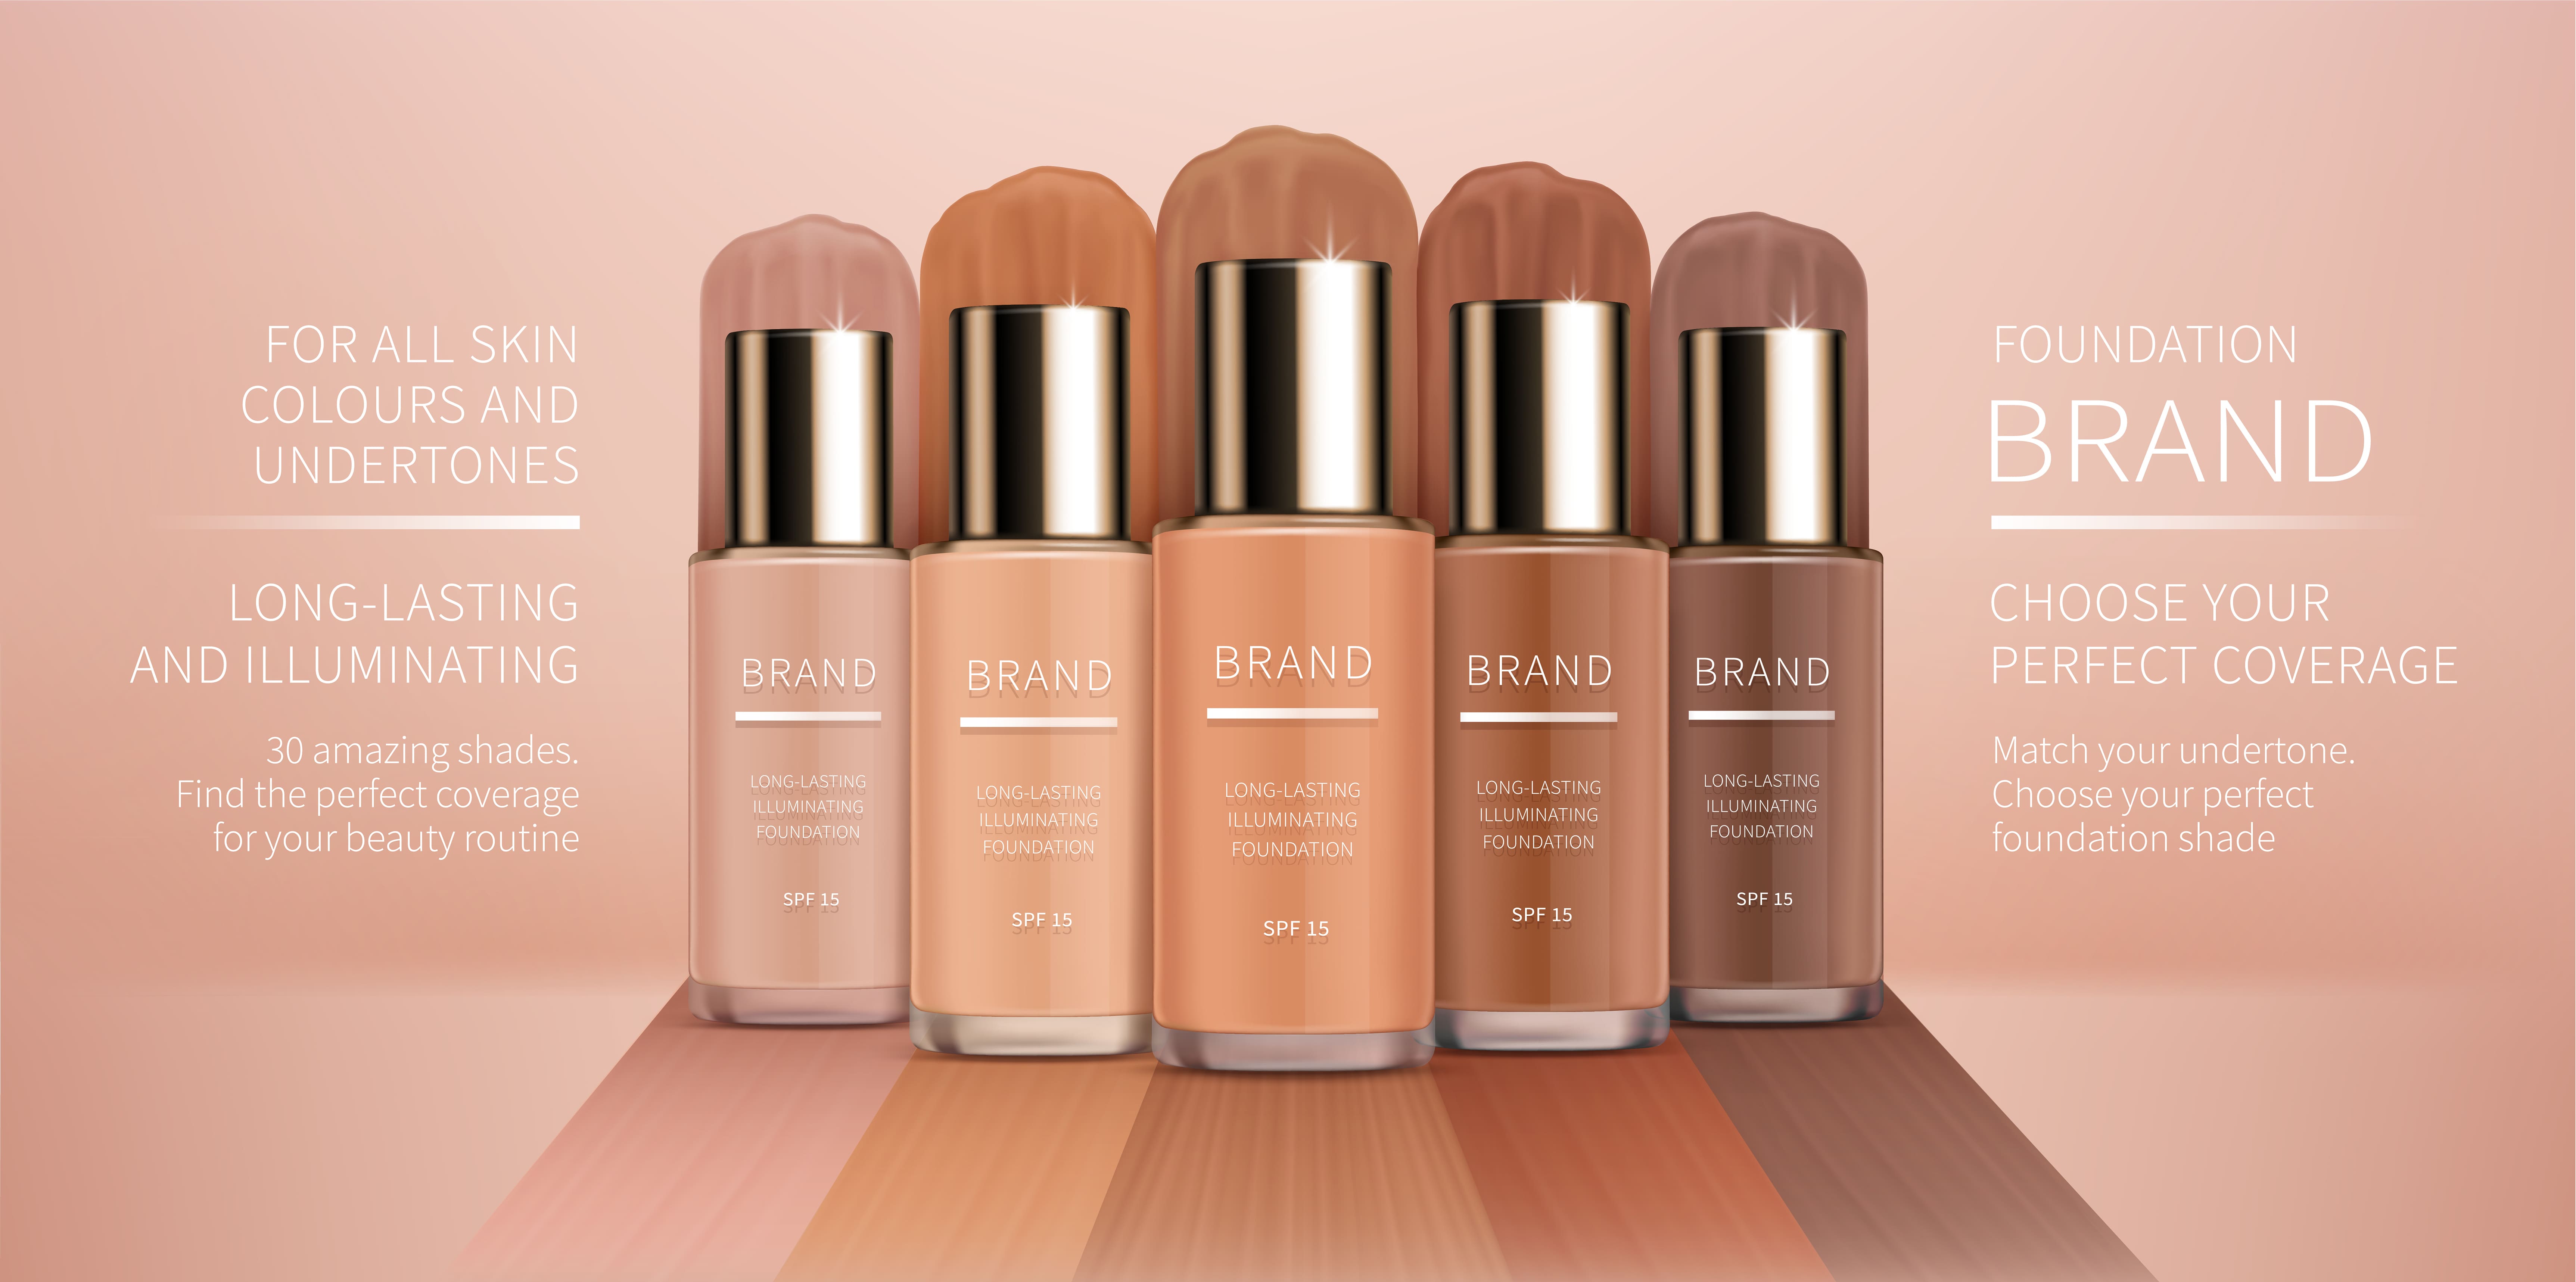 FOR ALL SKIN
COLOURS AND
UNDERTONES
LONG-LASTING
AND ILLUMINATING
30 amazing shades.
Find the perfect coverage
for your beauty routine
BRAND
LONG-LASTING
ILLUMINATING
FOUNDATION
SPF 15
BRAND
LONG-LASTING
ILLUMINATING
FOUNDATION
SPF 15
BRAND
LONG-LASTING
ILLUMINATING
FOUNDATION
SPF 15
BRAND
LONG-LASTING
ILLUMINATING
FOUNDATION
SPF 15
BRAND
LONG-LASTING
ILLUMINATING
FOUNDATION
SPF 15
FOUNDATION
BRAND
CHOOSE YOUR
PERFECT COVERAGE
Match your undertone.
Choose your perfect
foundation shade